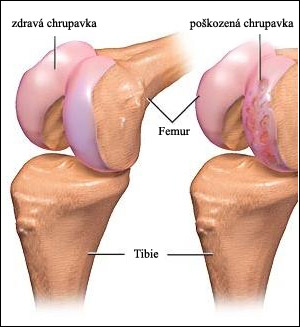 zdravá chrupavka
poškozená chrupavka
Femur
Tibie